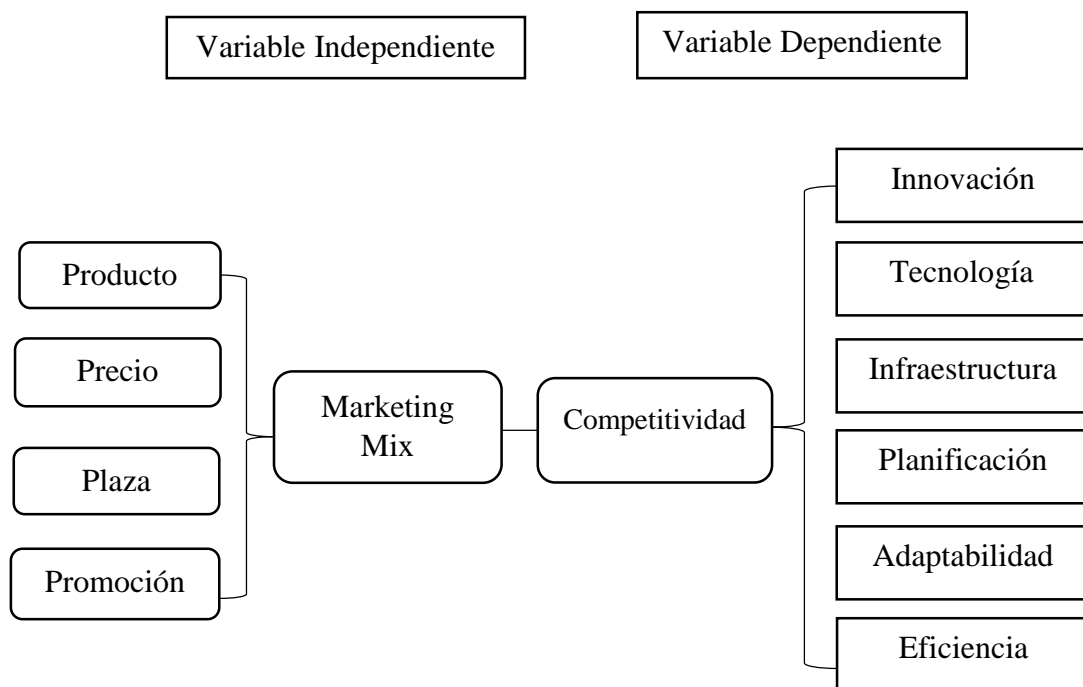 Variable Independiente
Variable Dependiente
Producto
Precio
Plaza
Promoción
Marketing
Mix
Competitividad
Innovación
Tecnología
Infraestructura
Planificación
Adaptabilidad
Eficiencia